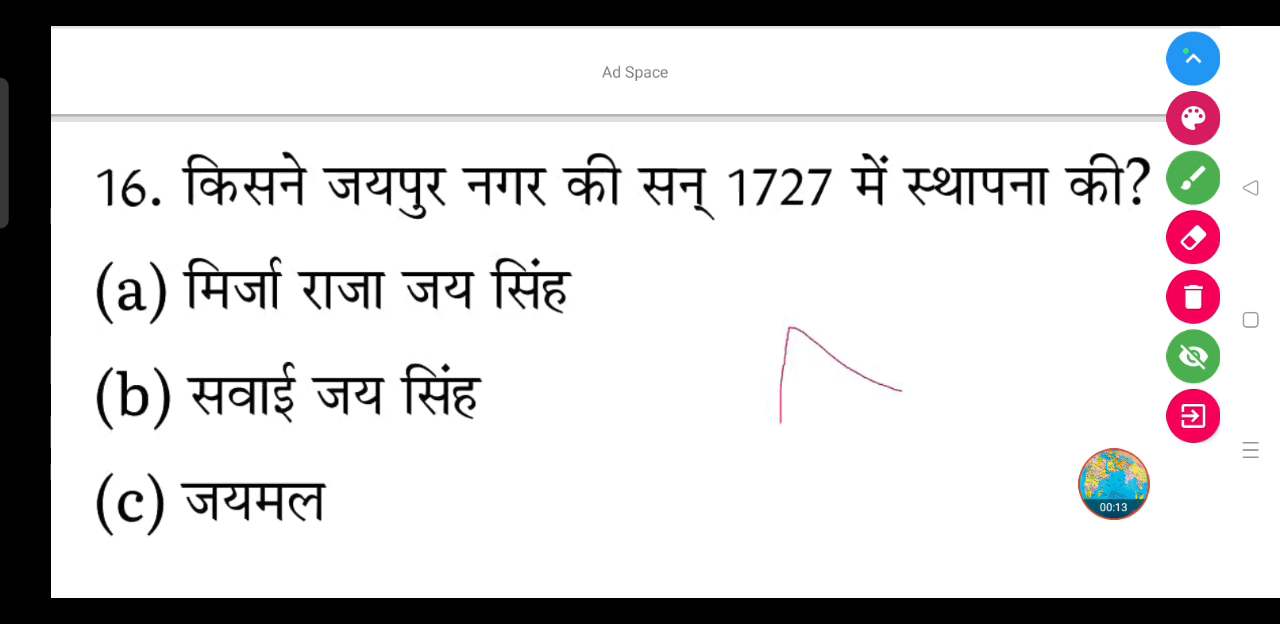 Ad Space
16. किसने जयपुर नगर की सन् 1727 में स्थापना की?
(a) मिर्जा राजा जय सिंह
(b) सवाई जय सिंह
(c) जयमल
00:13